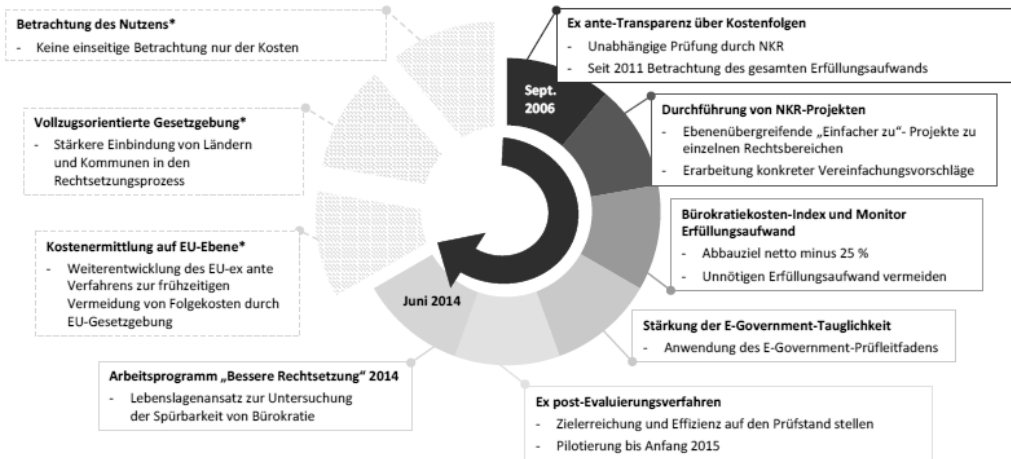 Betrachtung des Nutzens*
- Keine einseitige Betrachtung nur der Kosten
Vollzugsorientierte Gesetzgebung*
- Stärkere Einbindung von Ländern
und Kommunen in den
Rechtsetzungsprozess
Kostenermittlung auf EU-Ebene*
- Weiterentwicklung des EU-ex ante
Verfahrens zur frühzeitigen
Vermeidung von Folgekosten durch
EU-Gesetzgebung
Arbeitsprogramm „Bessere Rechtsetzung“ 2014
- Lebenslagenansatz zur Untersuchung
der Spürbarkeit von Bürokratie
Sept.
2006
Juni 2014
Ex ante-Transparenz über Kostenfolgen
- Unabhängige Prüfung durch NKR
- Seit 2011 Betrachtung des gesamten Erfüllungsaufwands
Durchführung von NKR-Projekten
- Ebenenübergreifende „Einfacher zu“- Projekte zu
einzelnen Rechtsbereichen
- Erarbeitung konkreter Vereinfachungsvorschläge
Bürokratiekosten-Index und Monitor
Erfüllungsaufwand
- Abbauziel netto minus 25 %
- Unnötigen Erfüllungsaufwand vermeiden
Stärkung der E-Government-Tauglichkeit
- Anwendung des E-Government-Prüfleitfadens
Ex post-Evaluierungsverfahren
- Zielerreichung und Effizienz auf den Prüfstand stellen
- Pilotierung bis Anfang 2015